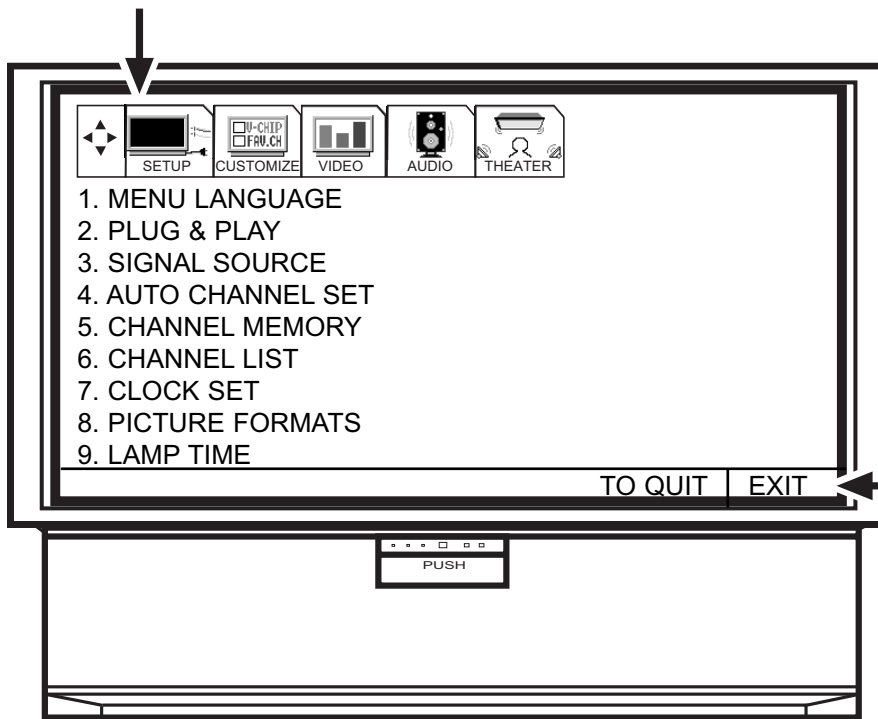 V-CHIP
FAV.CH
SETUP CUSTOMIZE VIDEO AUDIO THEATER
1. MENU LANGUAGE
2. PLUG & PLAY
3. SIGNAL SOURCE
4. AUTO CHANNEL SET
5. CHANNEL MEMORY
6. CHANNEL LIST
7. CLOCK SET
8. PICTURE FORMATS
9. LAMP TIME
TO QUIT EXIT
PUSH